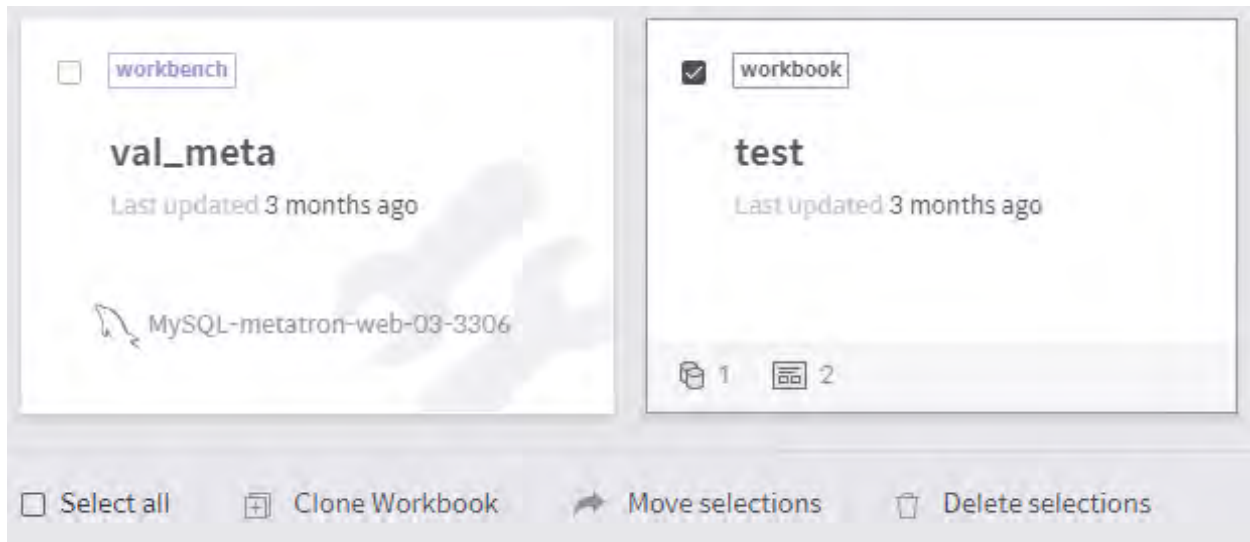 workbench
val_meta
Last updated 3 months ago
MySQL-metatron-web-03-3306
workbook
test
Last updated 3 months ago
1 2
Select all Clone Workbook Move selections Delete selections